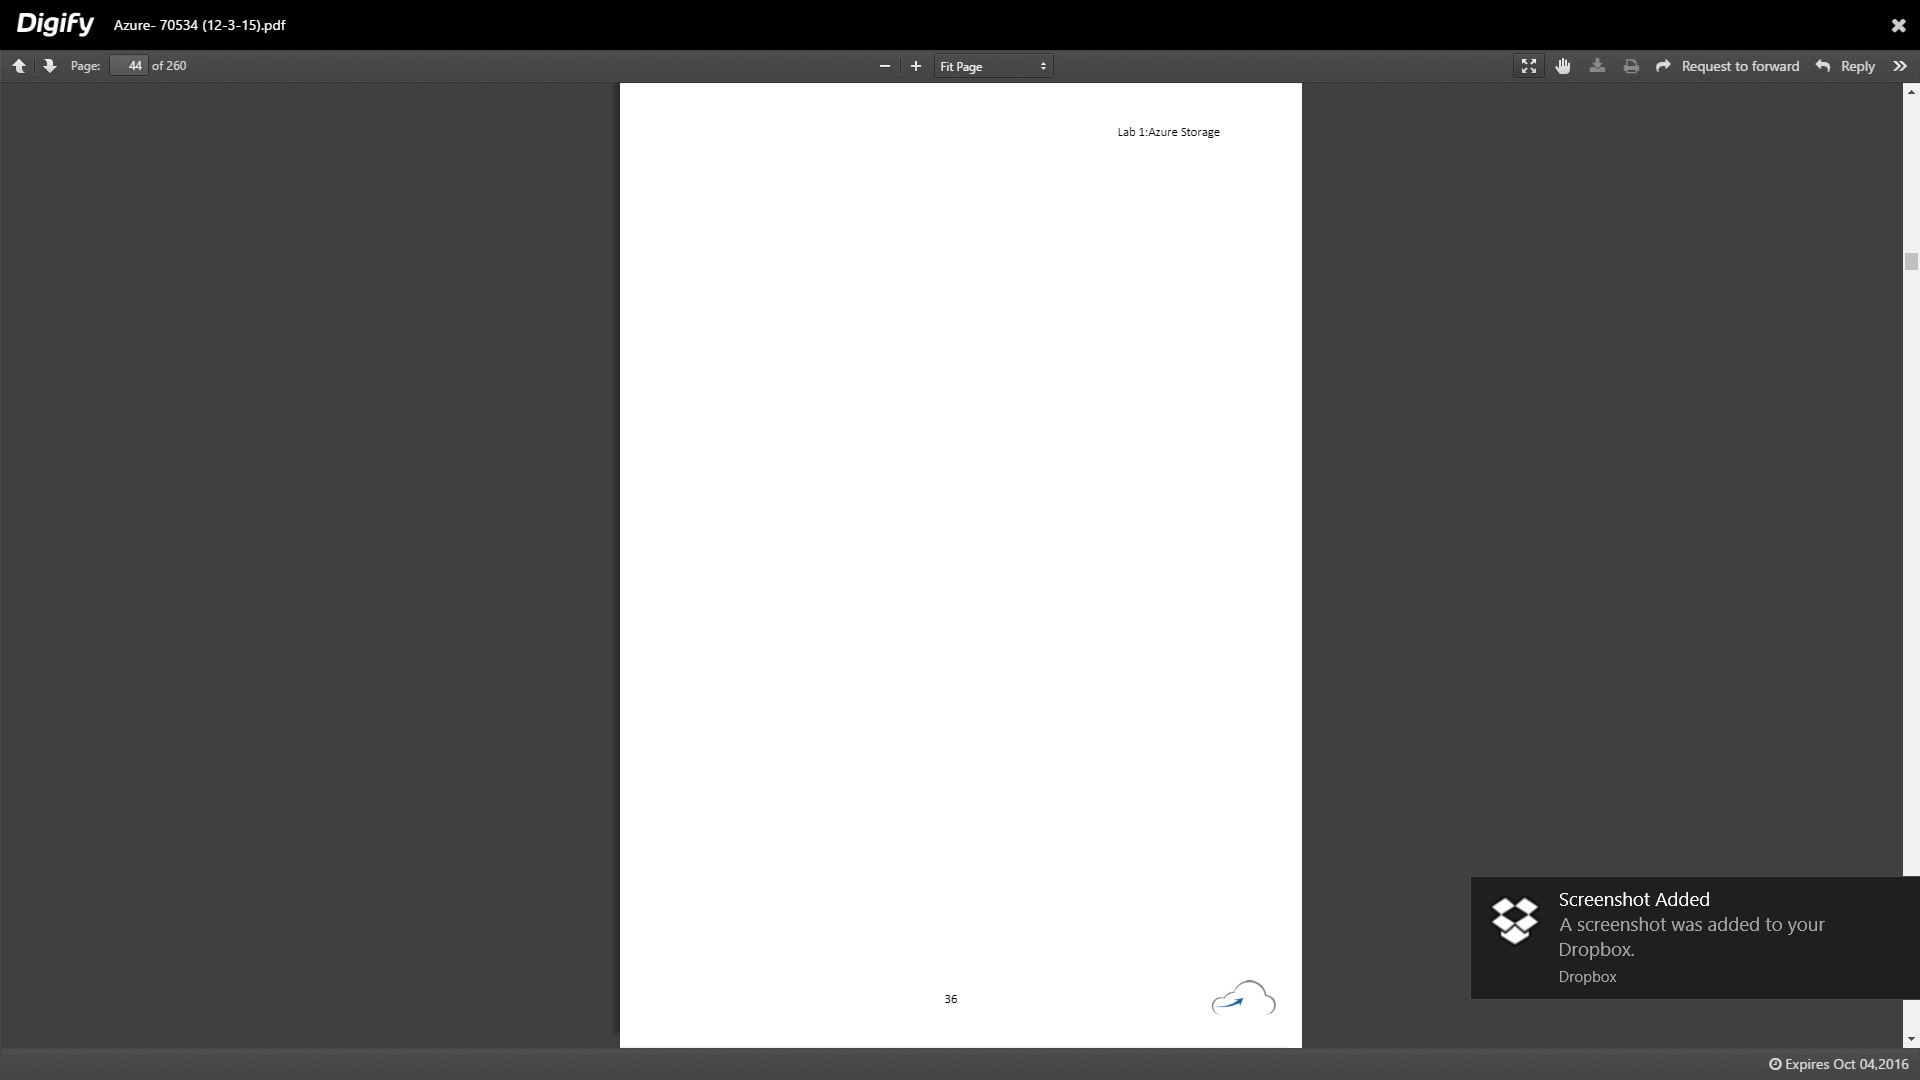 Digify
Azure- 70534 (12-3-15).pdf
Page: 44 of 260
Fit Page
Request to forward
Reply
Lab 1:Azure Storage
Screenshot Added
A screenshot was added to your
Dropbox.
Dropbox
36
Expires Oct 04,2016